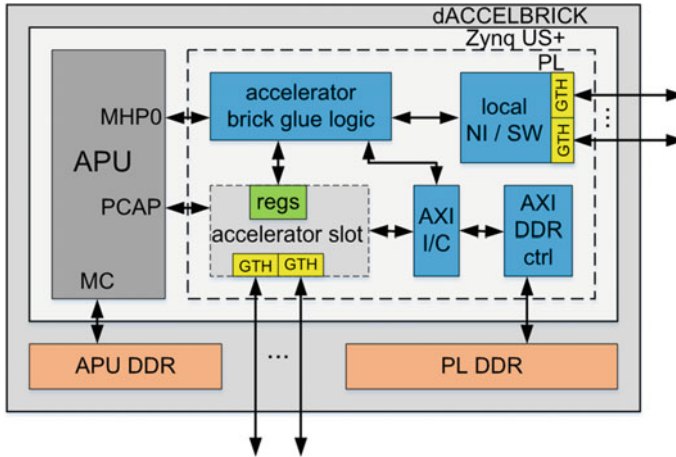 dACCELBRICK
Zynq US+
PL
accelerator
brick glue logic
local
NI / SW
GTH
GTH
...
MHP0
APU
PCAP
MC
regs
accelerator slot
GTH
GTH
AXI
I/C
AXI
DDR
ctrl
APU DDR
...
PL DDR